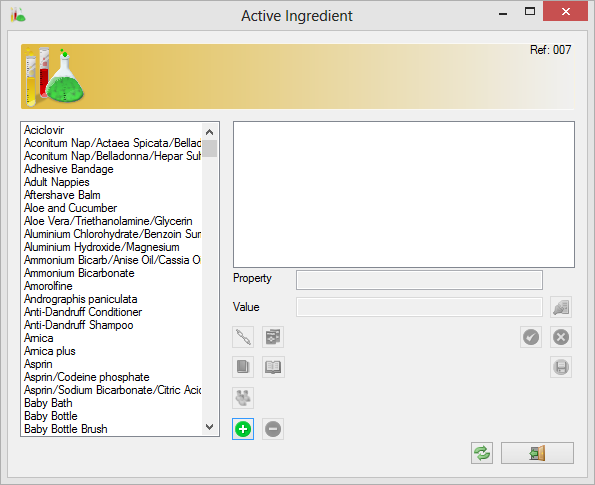 Active Ingredient
Ref: 007
Aciclovir
Aconitum Nap/Actaea Spicata/Bellad
Aconitum Nap/Belladonna/Hepar Sul
Adhesive Bandage
Adult Nappies
Aftershave Balm
Aloe and Cucumber
Aloe Vera/Triethanolamine/Glycerin
Aluminium Chlorohydrate/Benzoin Sum
Aluminium Hydroxide/Magnesium
Ammonium Bicarb/Anise Oil/Cassia O
Ammonium Bicarbonate
Amorolfine
Andrographis paniculata
Anti-Dandruff Conditioner
Anti-Dandruff Shampoo
Arnica
Arnica plus
Asprin
Asprin/Codeine phosphate
Asprin/Sodium Bicarbonate/Citric Acid
Baby Bath
Baby Bottle
Baby Bottle Brush
Property
Value